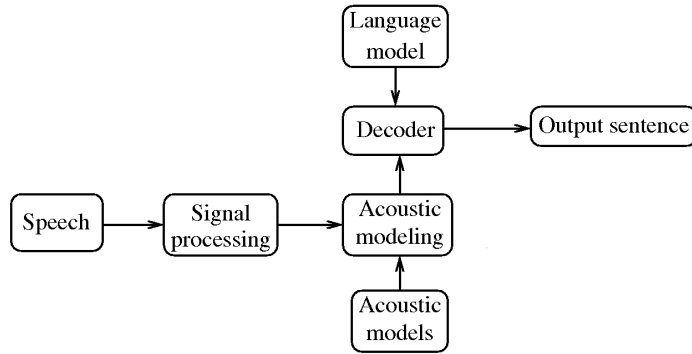 Language
model
Decoder
Output sentence
Speech
Signal
processing
Acoustic
modeling
Acoustic
models